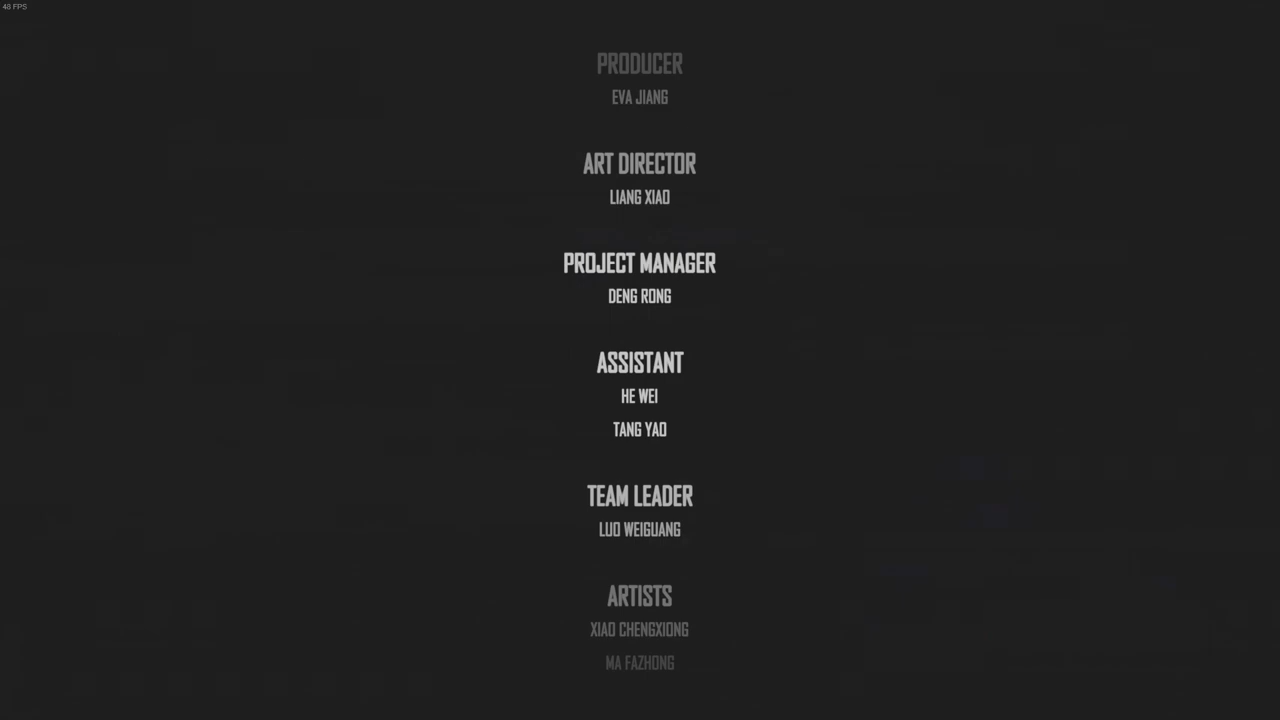 48 FPS
PRODUCER
EVA JIANG
ART DIRECTOR
LIANG XIAO
PROJECT MANAGER
DENG RONG
ASSISTANT
HE WEI
TANG YAO
TEAM LEADER
LUO WEIGUANG
ARTISTS
XIAO CHENGXIONG
MA FAZHONG